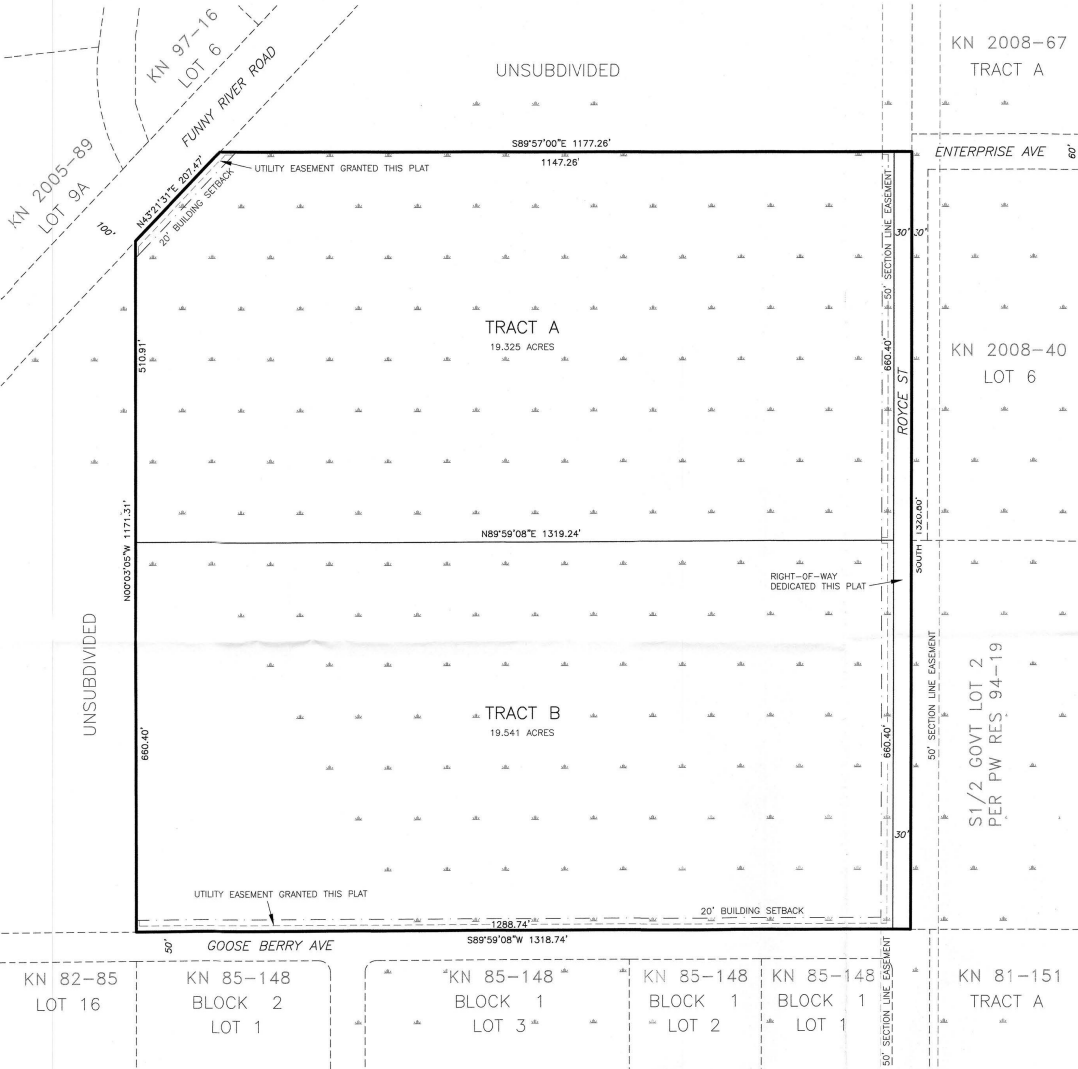 KN 97-16
LOT 6
FUNNY RIVER ROAD
UNSUBDIVIDED
KN 2008-67
TRACT A
S89°57'00"E 1177.26'
1147.26'
ENTERPRISE AVE
60'
KN 2005-89
LOT 9A
100'
N43°21'31"E 207.47'
20' BUILDING SETBACK
UTILITY EASEMENT GRANTED THIS PLAT
50' SECTION LINE EASEMENT
30'
30'
TRACT A
19.325 ACRES
510.91'
660.40'
ROYCE ST
KN 2008-40
LOT 6
N00°03'05"W 1171.31'
N89°59'08"E 1319.24'
SOUTH 1320.80'
RIGHT-OF-WAY
DEDICATED THIS PLAT
UNSUBDIVIDED
TRACT B
19.541 ACRES
660.40'
660.40'
50' SECTION LINE EASEMENT
S1/2 GOVT LOT 2
PER PW RES 94-19
30'
UTILITY EASEMENT GRANTED THIS PLAT
20' BUILDING SETBACK
1288.74'
S89°59'08"W 1318.74'
50'
GOOSE BERRY AVE
50' SECTION LINE EASEMENT
KN 82-85
LOT 16
KN 85-148
BLOCK 2
LOT 1
KN 85-148
BLOCK 1
LOT 3
KN 85-148
BLOCK 1
LOT 2
KN 85-148
BLOCK 1
LOT 1
KN 81-151
TRACT A